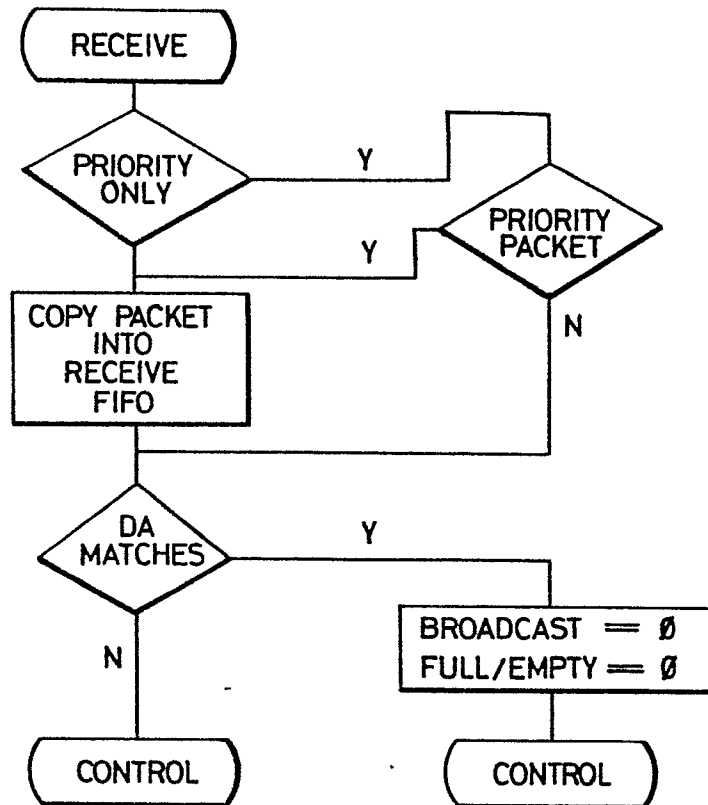 RECEIVE
PRIORITY
ONLY
Y
PRIORITY
PACKET
Y
N
COPY PACKET
INTO
RECEIVE
FIFO
DA
MATCHES
Y
N
BROADCAST = Ø
FULL/EMPTY = Ø
CONTROL
CONTROL